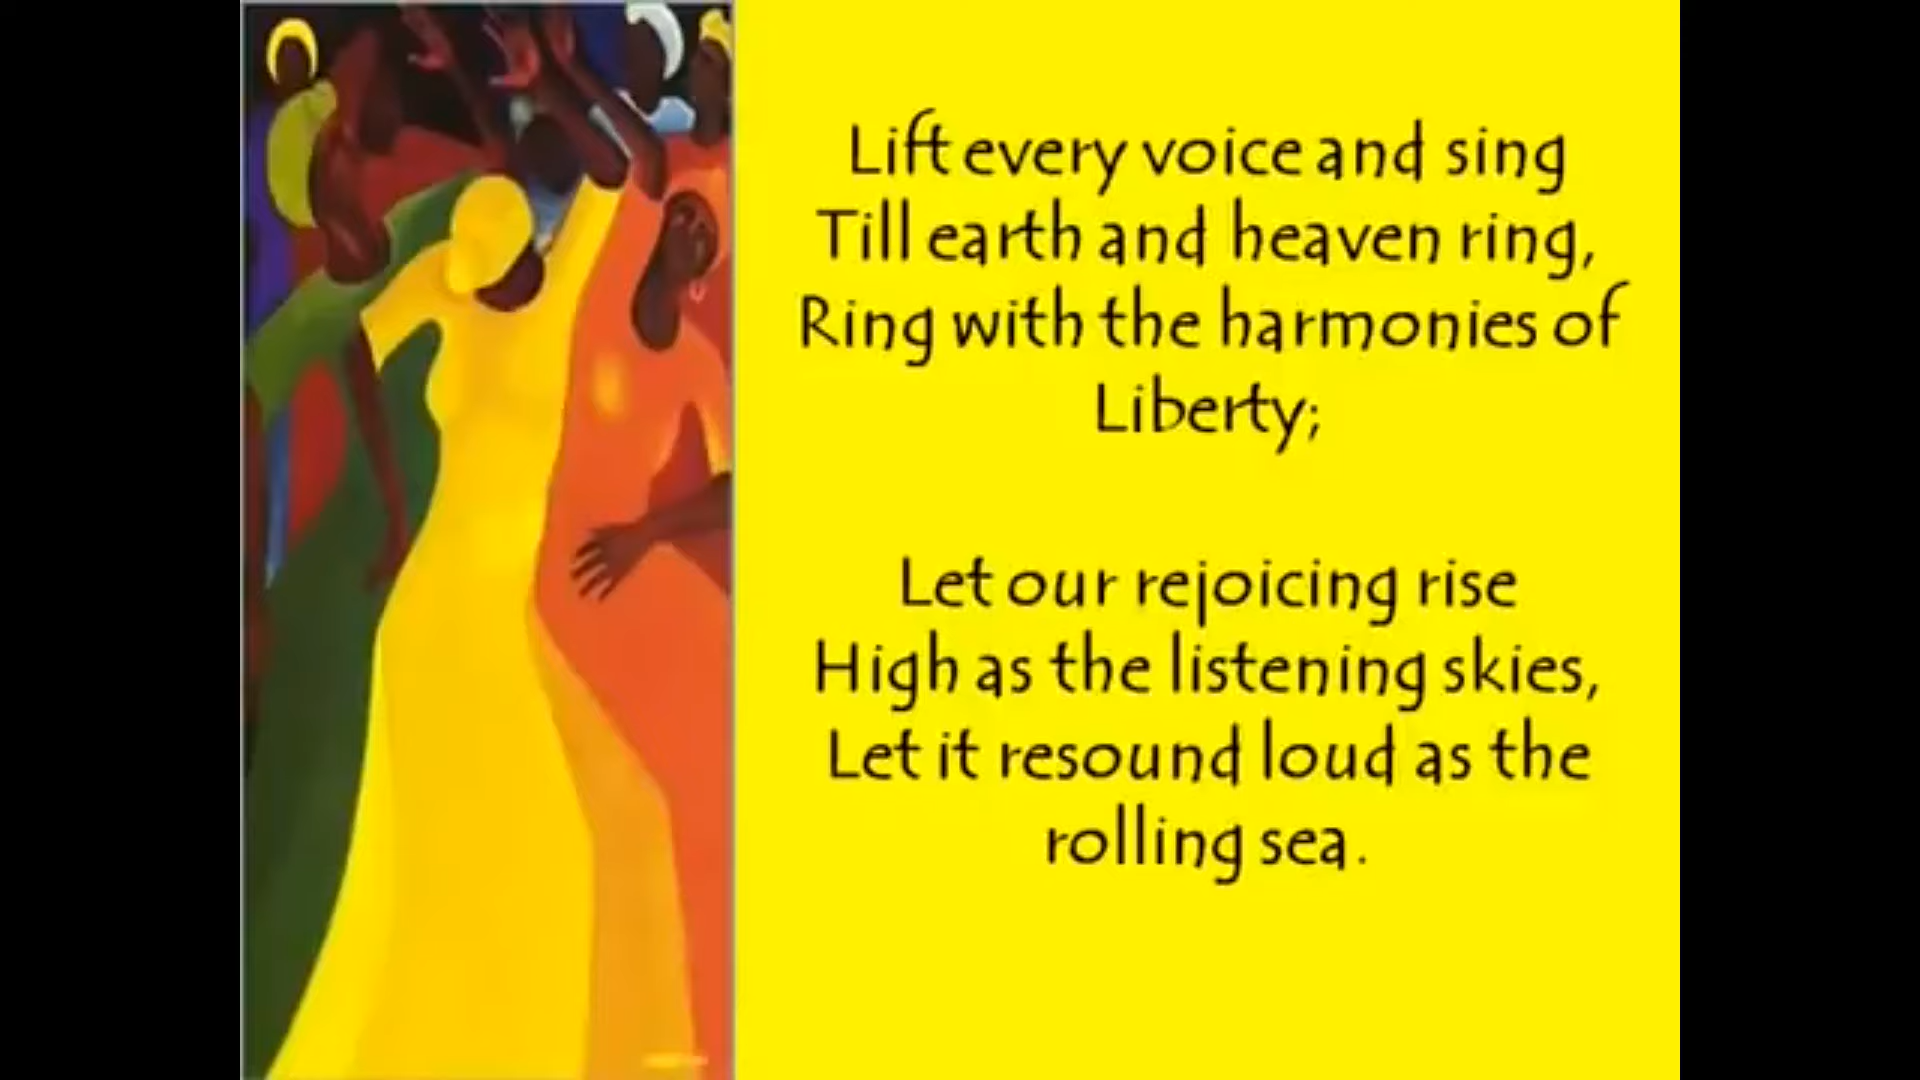 Lift every voice and sing
Till earth and heaven ring,
Ring with the harmonies of
Liberty;
Let our rejoicing rise
High as the listening skies,
Let it resound loud as the
rolling sea.